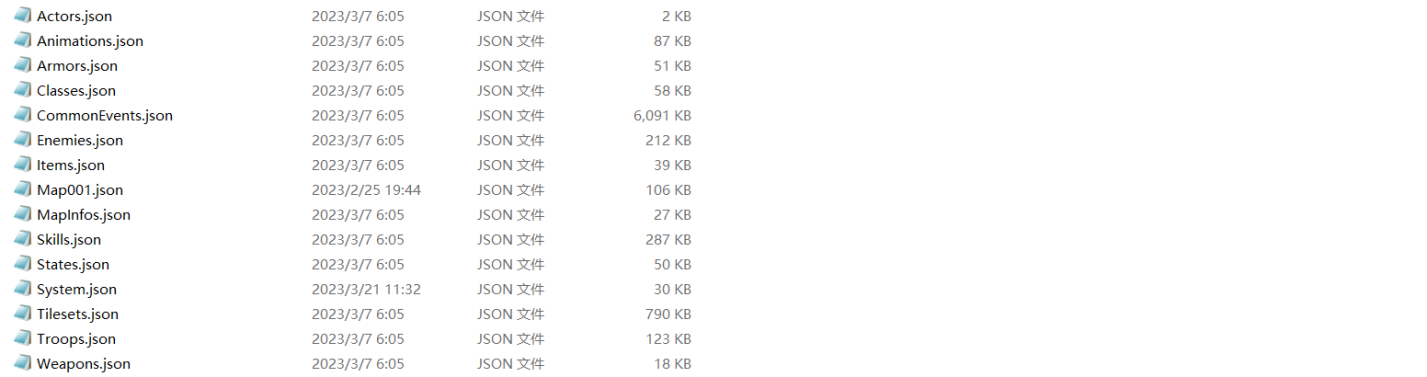 Actors.json 2023/3/7 6:05 JSON 文件 2 KB
Animations.json 2023/3/7 6:05 JSON 文件 87 KB
Armors.json 2023/3/7 6:05 JSON 文件 51 KB
Classes.json 2023/3/7 6:05 JSON 文件 58 KB
CommonEvents.json 2023/3/7 6:05 JSON 文件 6,091 KB
Enemies.json 2023/3/7 6:05 JSON 文件 212 KB
Items.json 2023/3/7 6:05 JSON 文件 39 KB
Map001.json 2023/2/25 19:44 JSON 文件 106 KB
MapInfos.json 2023/3/7 6:05 JSON 文件 27 KB
Skills.json 2023/3/7 6:05 JSON 文件 287 KB
States.json 2023/3/7 6:05 JSON 文件 50 KB
System.json 2023/3/21 11:32 JSON 文件 30 KB
Tilesets.json 2023/3/7 6:05 JSON 文件 790 KB
Troops.json 2023/3/7 6:05 JSON 文件 123 KB
Weapons.json 2023/3/7 6:05 JSON 文件 18 KB